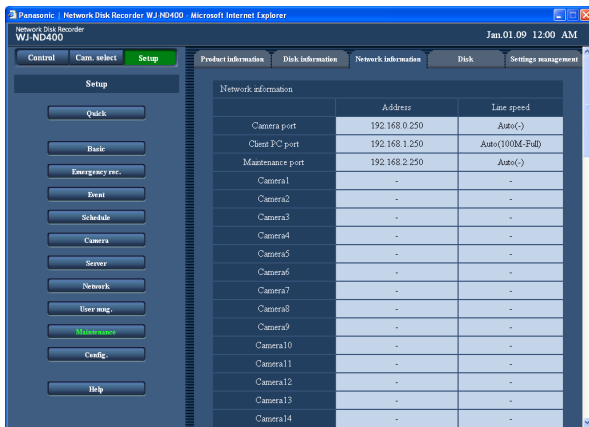 Panasonic | Network Disk Recorder WJ-ND400 - Microsoft Internet Explorer
Network Disk Recorder
WJ-ND400
Jan.01.09 12:00 AM
Control Cam. select Setup
Product information Disk information Network information Disk Settings management
Setup
Quick
Basic
Emergency rec.
Event
Schedule
Camera
Server
Network
User mng.
Maintenance
Config.
Help
Network information
Address Line speed
Camera port 192.168.0.250 Auto(-)
Client PC port 192.168.1.250 Auto(100M-Full)
Maintenance port 192.168.2.250 Auto(-)
Camera1 - -
Camera2 - -
Camera3 - -
Camera4 - -
Camera5 - -
Camera6 - -
Camera7 - -
Camera8 - -
Camera9 - -
Camera10 - -
Camera11 - -
Camera12 - -
Camera13 - -
Camera14 - -